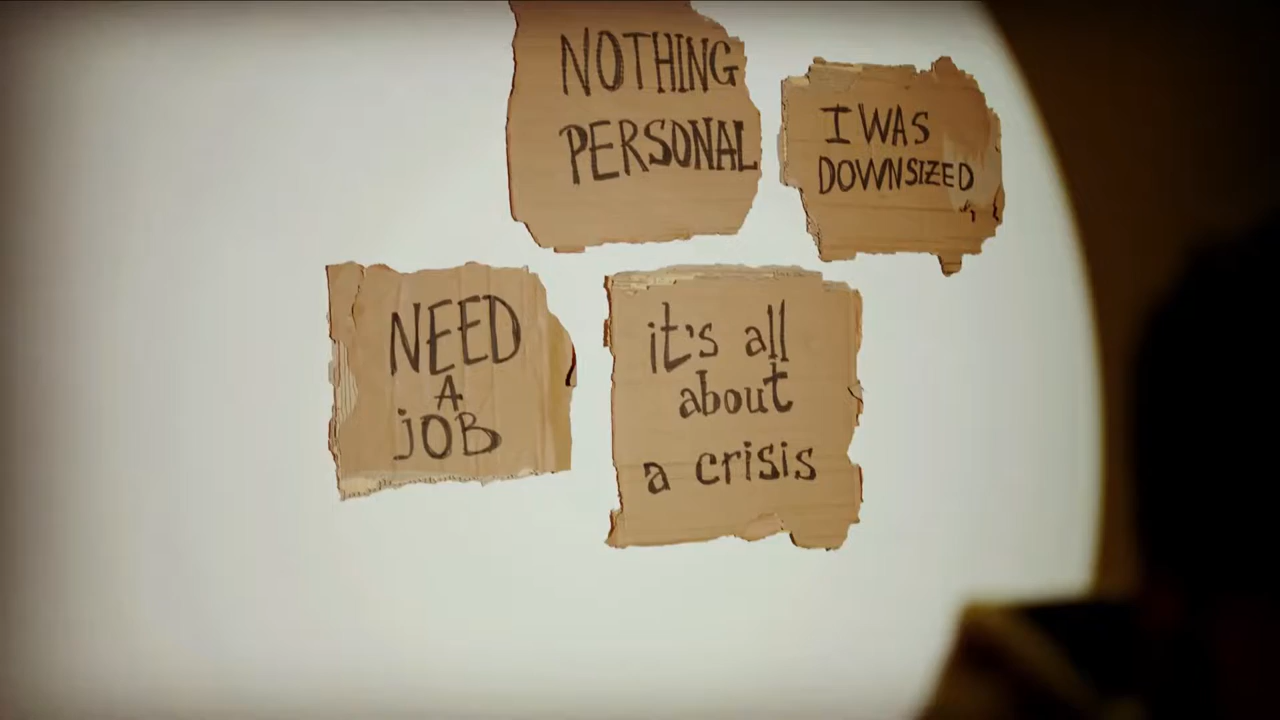 NOTHING
PERSONAL
I WAS
DOWNSIZED
NEED
A
jOB
it's all
about
a crisis